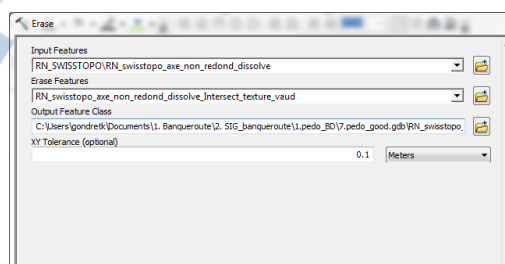 Erase
Input Features
RN_SWISSTOPO\RN_swisstopo_axe_non_redond_dissolve
Erase Features
RN_swisstopo_axe_non_redond_dissolve_Intersect_texture_vaud
Output Feature Class
C:\Users\gondretk\Documents\1. Banqueroute\2. SIG_banqueroute\1.pedo_BD\7.pedo_good.gdb\RN_swisstopo_
XY Tolerance (optional)
0.1 Meters